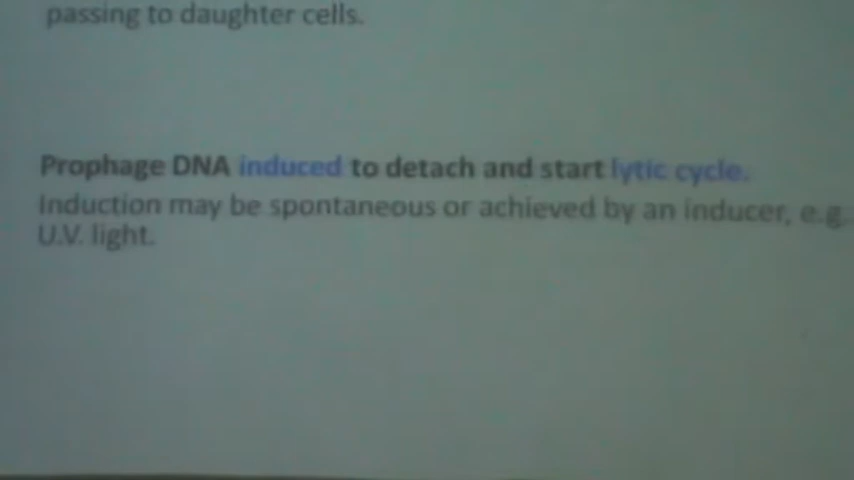 passing to daughter cells.
Prophage DNA induced to detach and start lytic cycle.
Induction may be spontaneous or achieved by an inducer, e.g.
U.V. light.